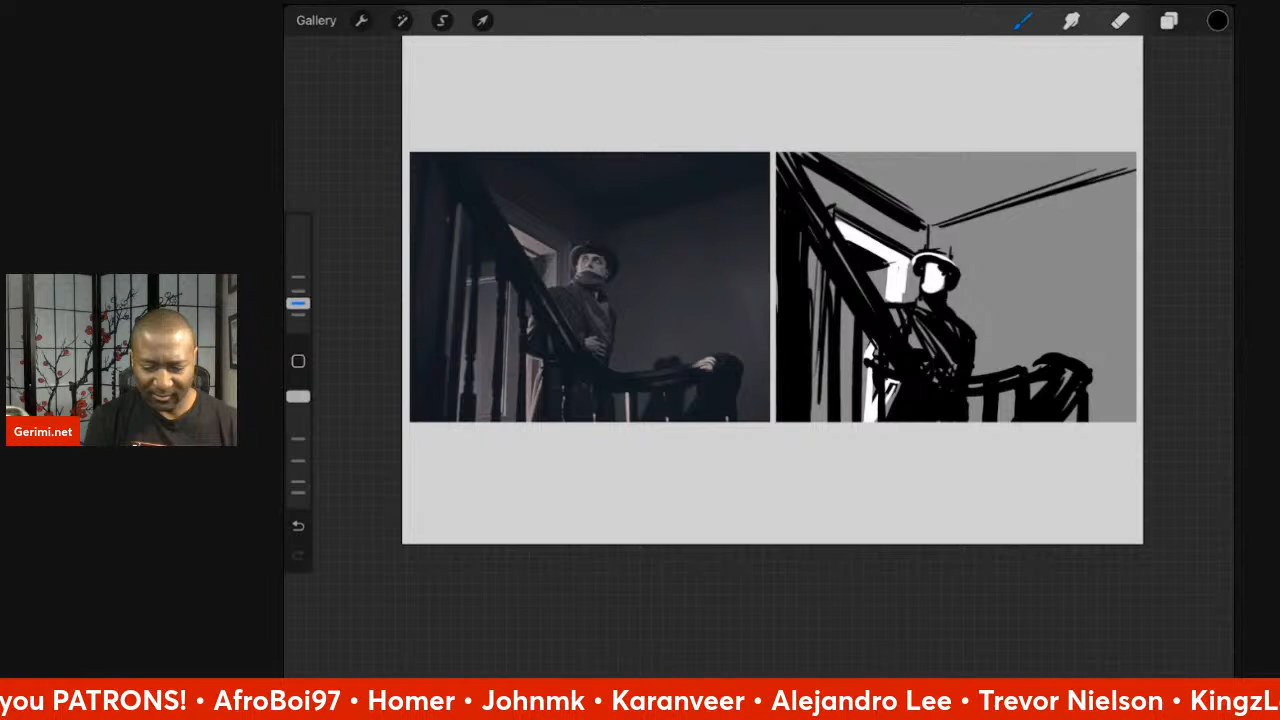 Gallery
Gerimi.net
you PATRONS! • AfroBoi97 • Homer • Johnmk • Karanveer • Alejandro Lee • Trevor Nielson • KingzL